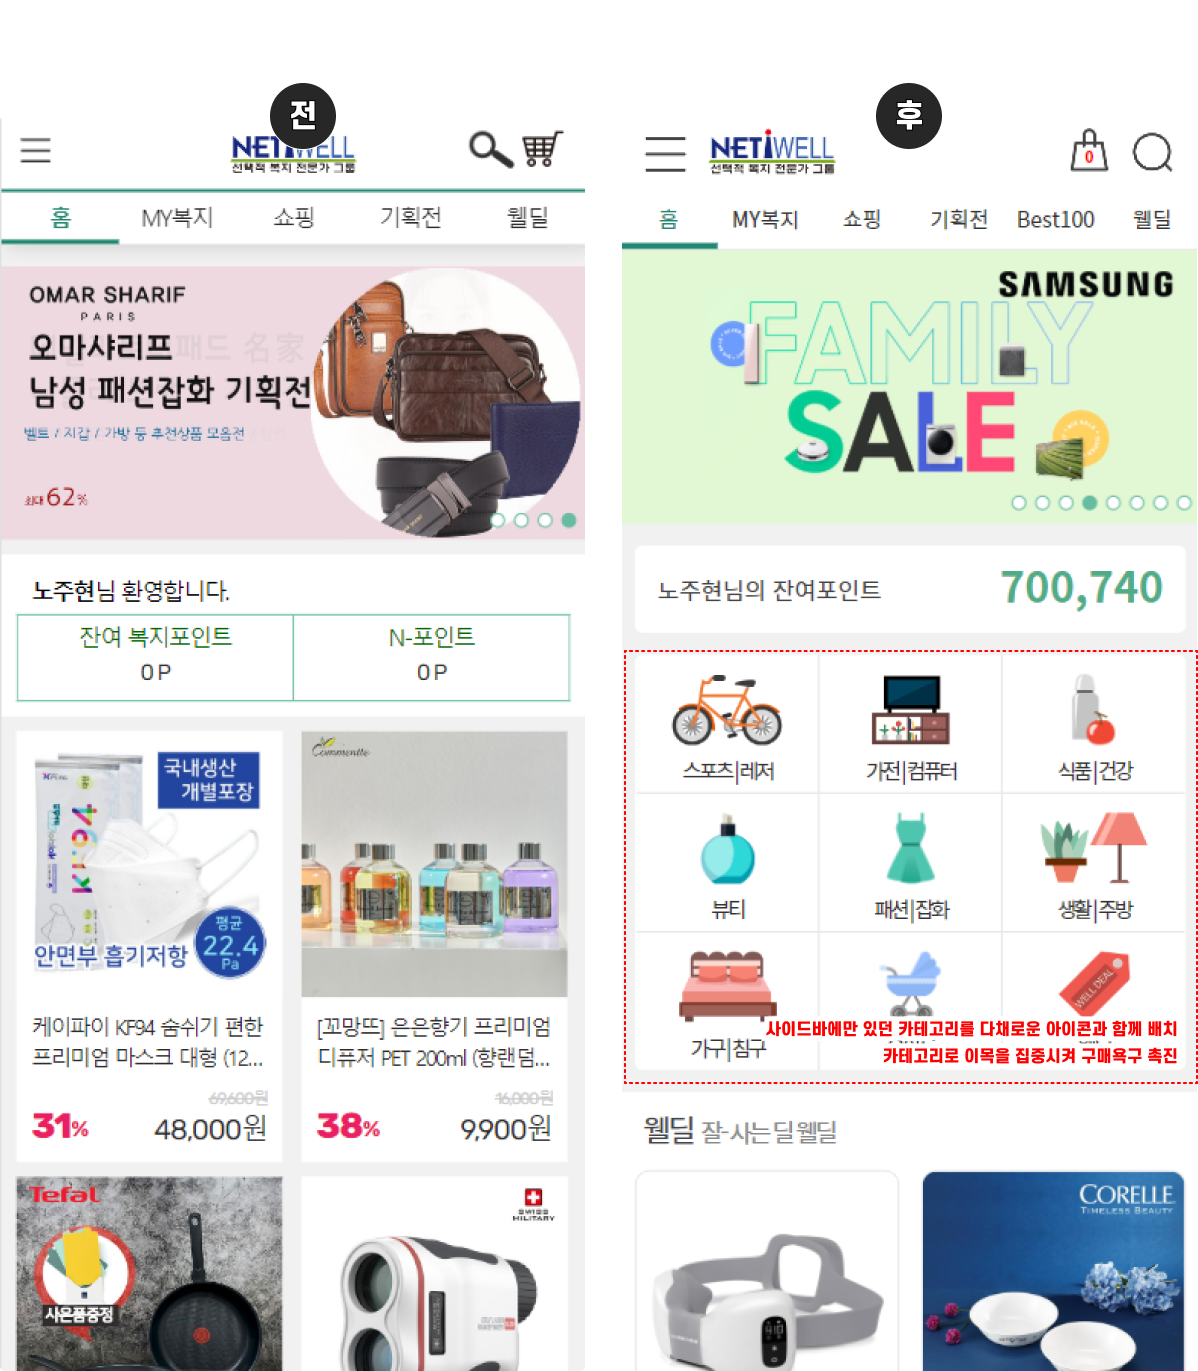 전
NETiWELL
선택적 복지 전문가 그룹
홈
MY복지
쇼핑
기획전
웰딜
OMAR SHARIF
PARIS
오마샤리프
남성 패션잡화 기획전
벨트 / 지갑 / 가방 등 추천상품 모음전
최대 62%
노주현님 환영합니다.
잔여 복지포인트
0 P
N-포인트
0 P
국내생산
개별포장
KF94
평균
22.4
Pa
안면부 흡기저항
케이파이 KF94 숨쉬기 편한
프리미엄 마스크 대형 (12...
69,600원
31%
48,000원
Commentte
[꼬망뜨] 은은향기 프리미엄
디퓨저 PET 200ml (향랜덤...
16,000원
38%
9,900원
Tefal
사은품증정
SWISS
MILITARY
후
NETiWELL
선택적 복지 전문가 그룹
0
홈
MY복지
쇼핑
기획전
Best100
웰딜
SAMSUNG
FAMILY
SALE
노주현님의 잔여포인트
700,740
스포츠|레저
가전|컴퓨터
식품|건강
뷰티
패션|잡화
생활|주방
가구|침구
WELL DEAL
사이드바에만 있던 카테고리를 다채로운 아이콘과 함께 배치
카테고리로 이목을 집중시켜 구매욕구 촉진
웰딜 잘-사는 딜 웰딜
CORELLE
TIMELESS BEAUTY